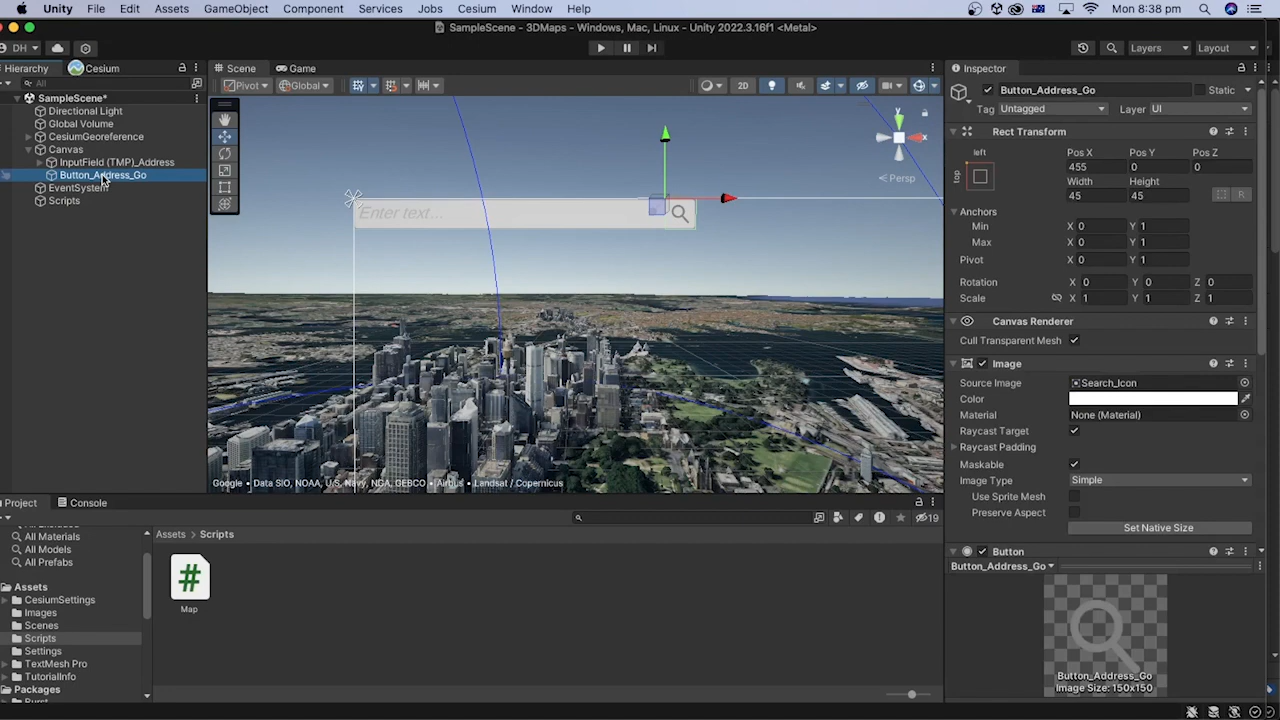 Unity File Edit Assets GameObject Component Services Jobs Cesium Window Help Mon 8:38 pm
SampleScene - 3DMaps - Windows, Mac, Linux - Unity 2022.3.16f1 <Metal>
DH Layers Layout
Hierarchy Cesium Scene Game Inspector
All Pivot Global 2D Button_Address_Go Static
SampleScene* Tag Untagged Layer UI
Directional Light
Global Volume
CesiumGeoreference
Canvas
InputField (TMP)_Address
Button_Address_Go
EventSystem
Scripts
y
x
Persp
Enter text...
Google • Data SIO, NOAA, U.S. Navy, NGA, GEBCO • Airbus • Landsat / Copernicus
Rect Transform
left Pos X Pos Y Pos Z
top 455 0 0
Width Height
45 45 R
Anchors
Min X 0 Y 1
Max X 0 Y 1
Pivot X 0 Y 1
Rotation X 0 Y 0 Z 0
Scale X 1 Y 1 Z 1
Canvas Renderer
Cull Transparent Mesh
Image
Source Image Search_Icon
Color
Material None (Material)
Raycast Target
Raycast Padding
Maskable
Image Type Simple
Use Sprite Mesh
Preserve Aspect
Set Native Size
Button
Button_Address_Go
Button_Address_Go
Image Size: 150x150
Project Console
19
All Materials
All Models
All Prefabs
Assets
CesiumSettings
Images
Scenes
Scripts
Settings
TextMesh Pro
TutorialInfo
Packages
Assets > Scripts
#
Map